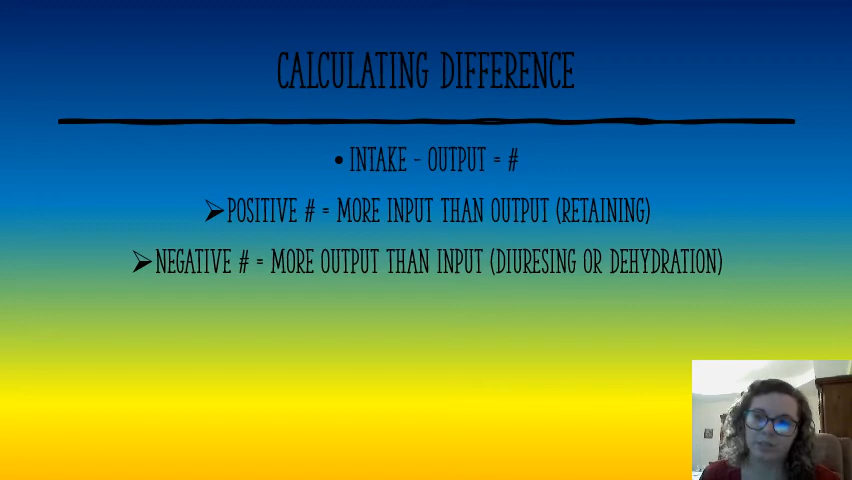 CALCULATING DIFFERENCE
• INTAKE - OUTPUT = #
➢POSITIVE # = MORE INPUT THAN OUTPUT (RETAINING)
➢NEGATIVE # = MORE OUTPUT THAN INPUT (DIURESING OR DEHYDRATION)